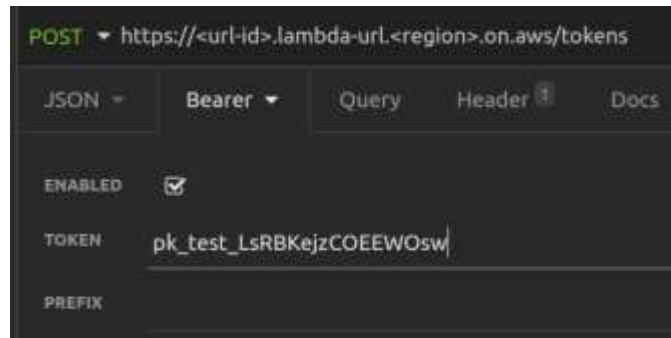 POST https://<url-id>.lambda-url.<region>.on.aws/tokens
JSON Bearer Query Header 1 Docs
ENABLED
TOKEN pk_test_LsRBKejzCOEEWOsw
PREFIX